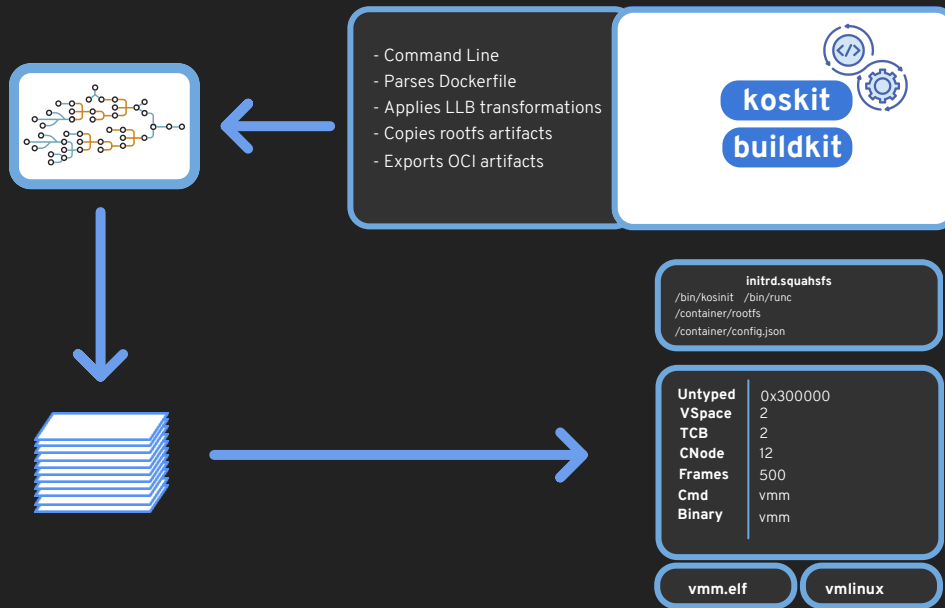 - Command Line
- Parses Dockerfile
- Applies LLB transformations
- Copies rootfs artifacts
- Exports OCI artifacts
</>
koskit
buildkit
initrd.squahsfs
/bin/kosinit /bin/runc
/container/rootfs
/container/config.json
Untyped 0x300000
VSpace 2
TCB 2
CNode 12
Frames 500
Cmd vmm
Binary vmm
vmm.elf
vmlinux